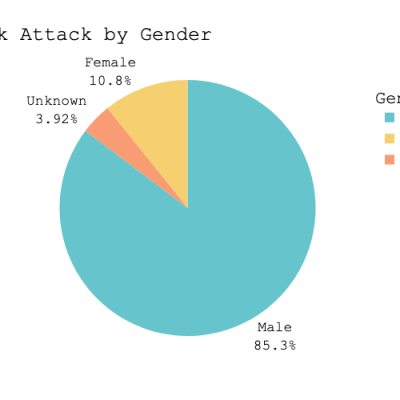 k Attack by Gender
Female
10.8%
Unknown
3.92%
Gen
Male
85.3%